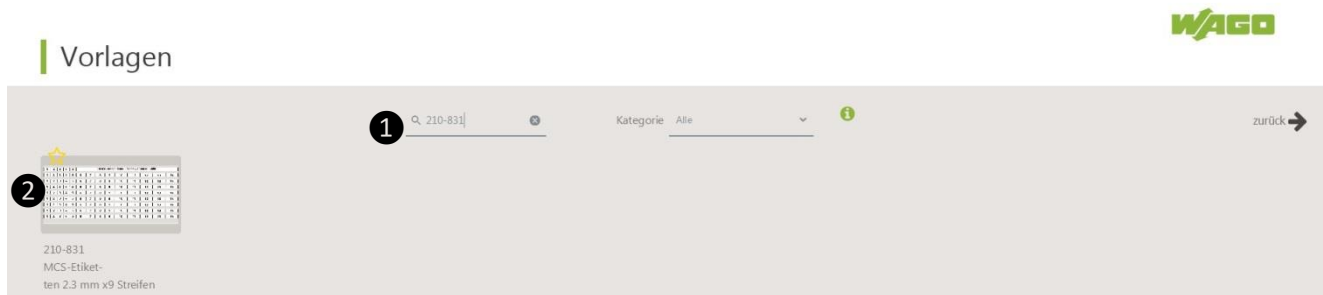 WAGO
Vorlagen
1 210-831 Kategorie Alle zurück
2
210-831
MCS-Etiket-
ten 2.3 mm x9 Streifen